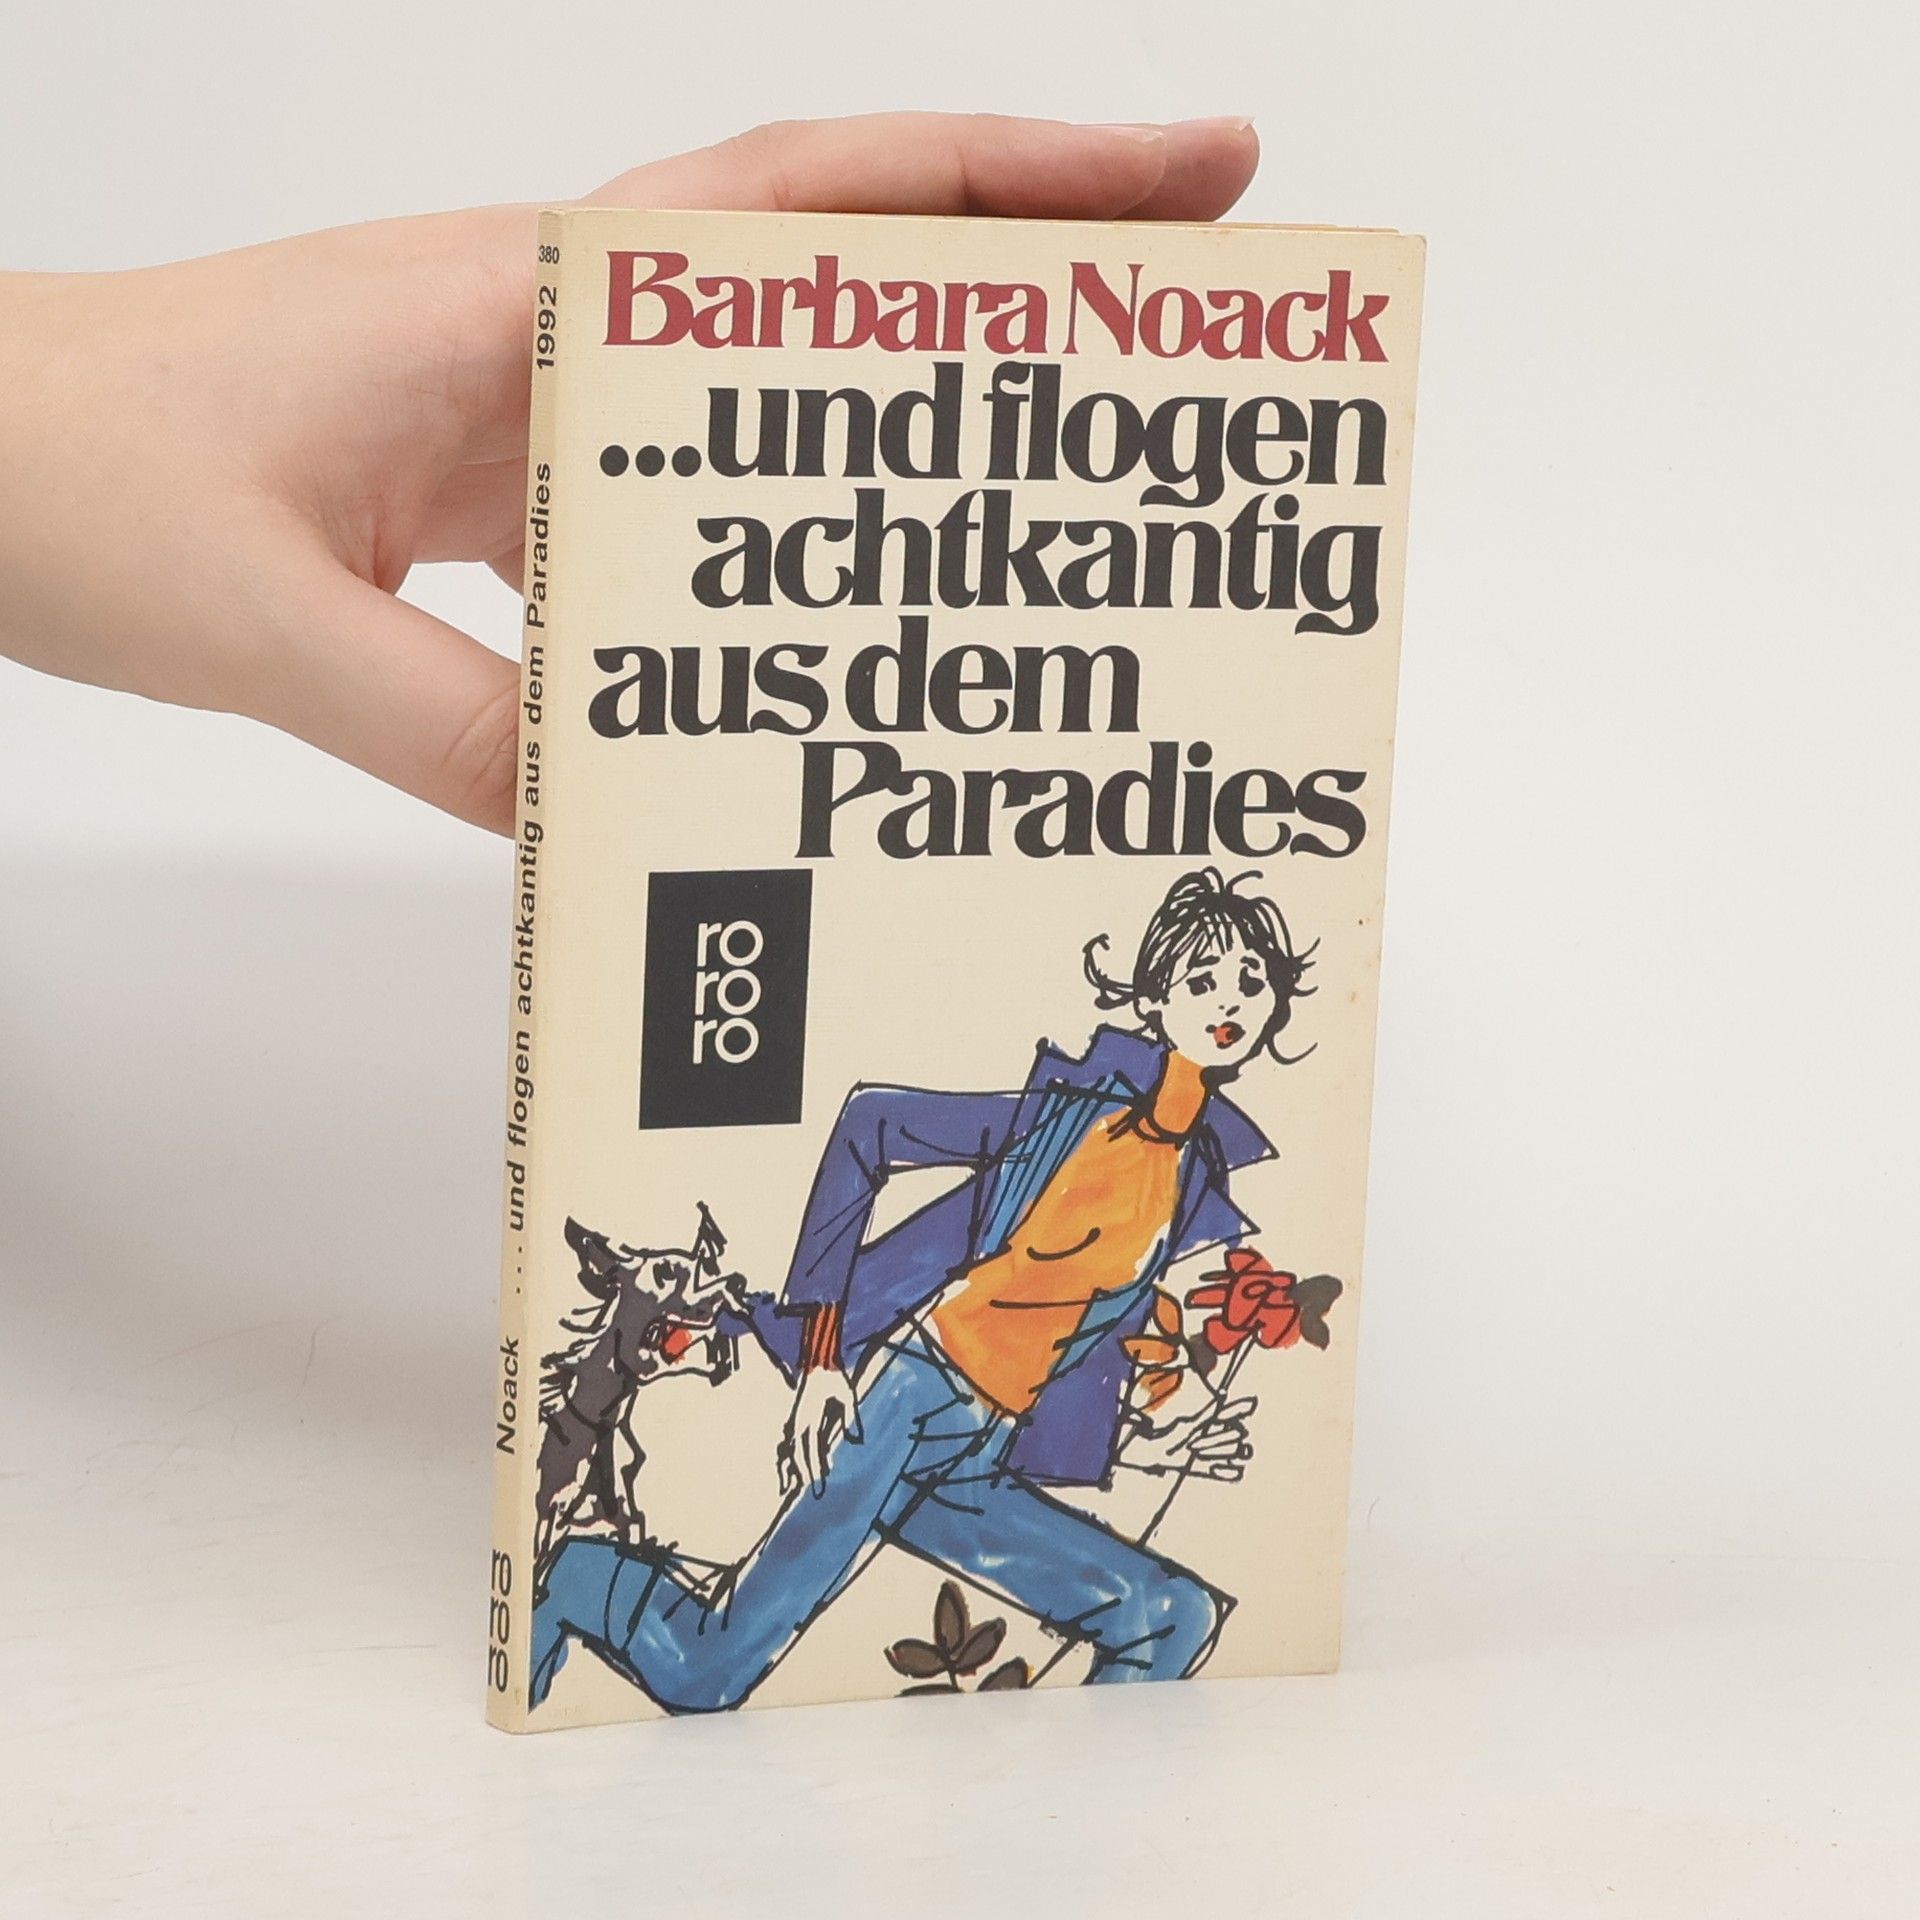 Barbara Noack
...und flogen
achtkantig
aus dem
Paradies
ro
ro
ro
380
1992
Noack ... und flogen achtkantig aus dem Paradies
ro
ro
ro